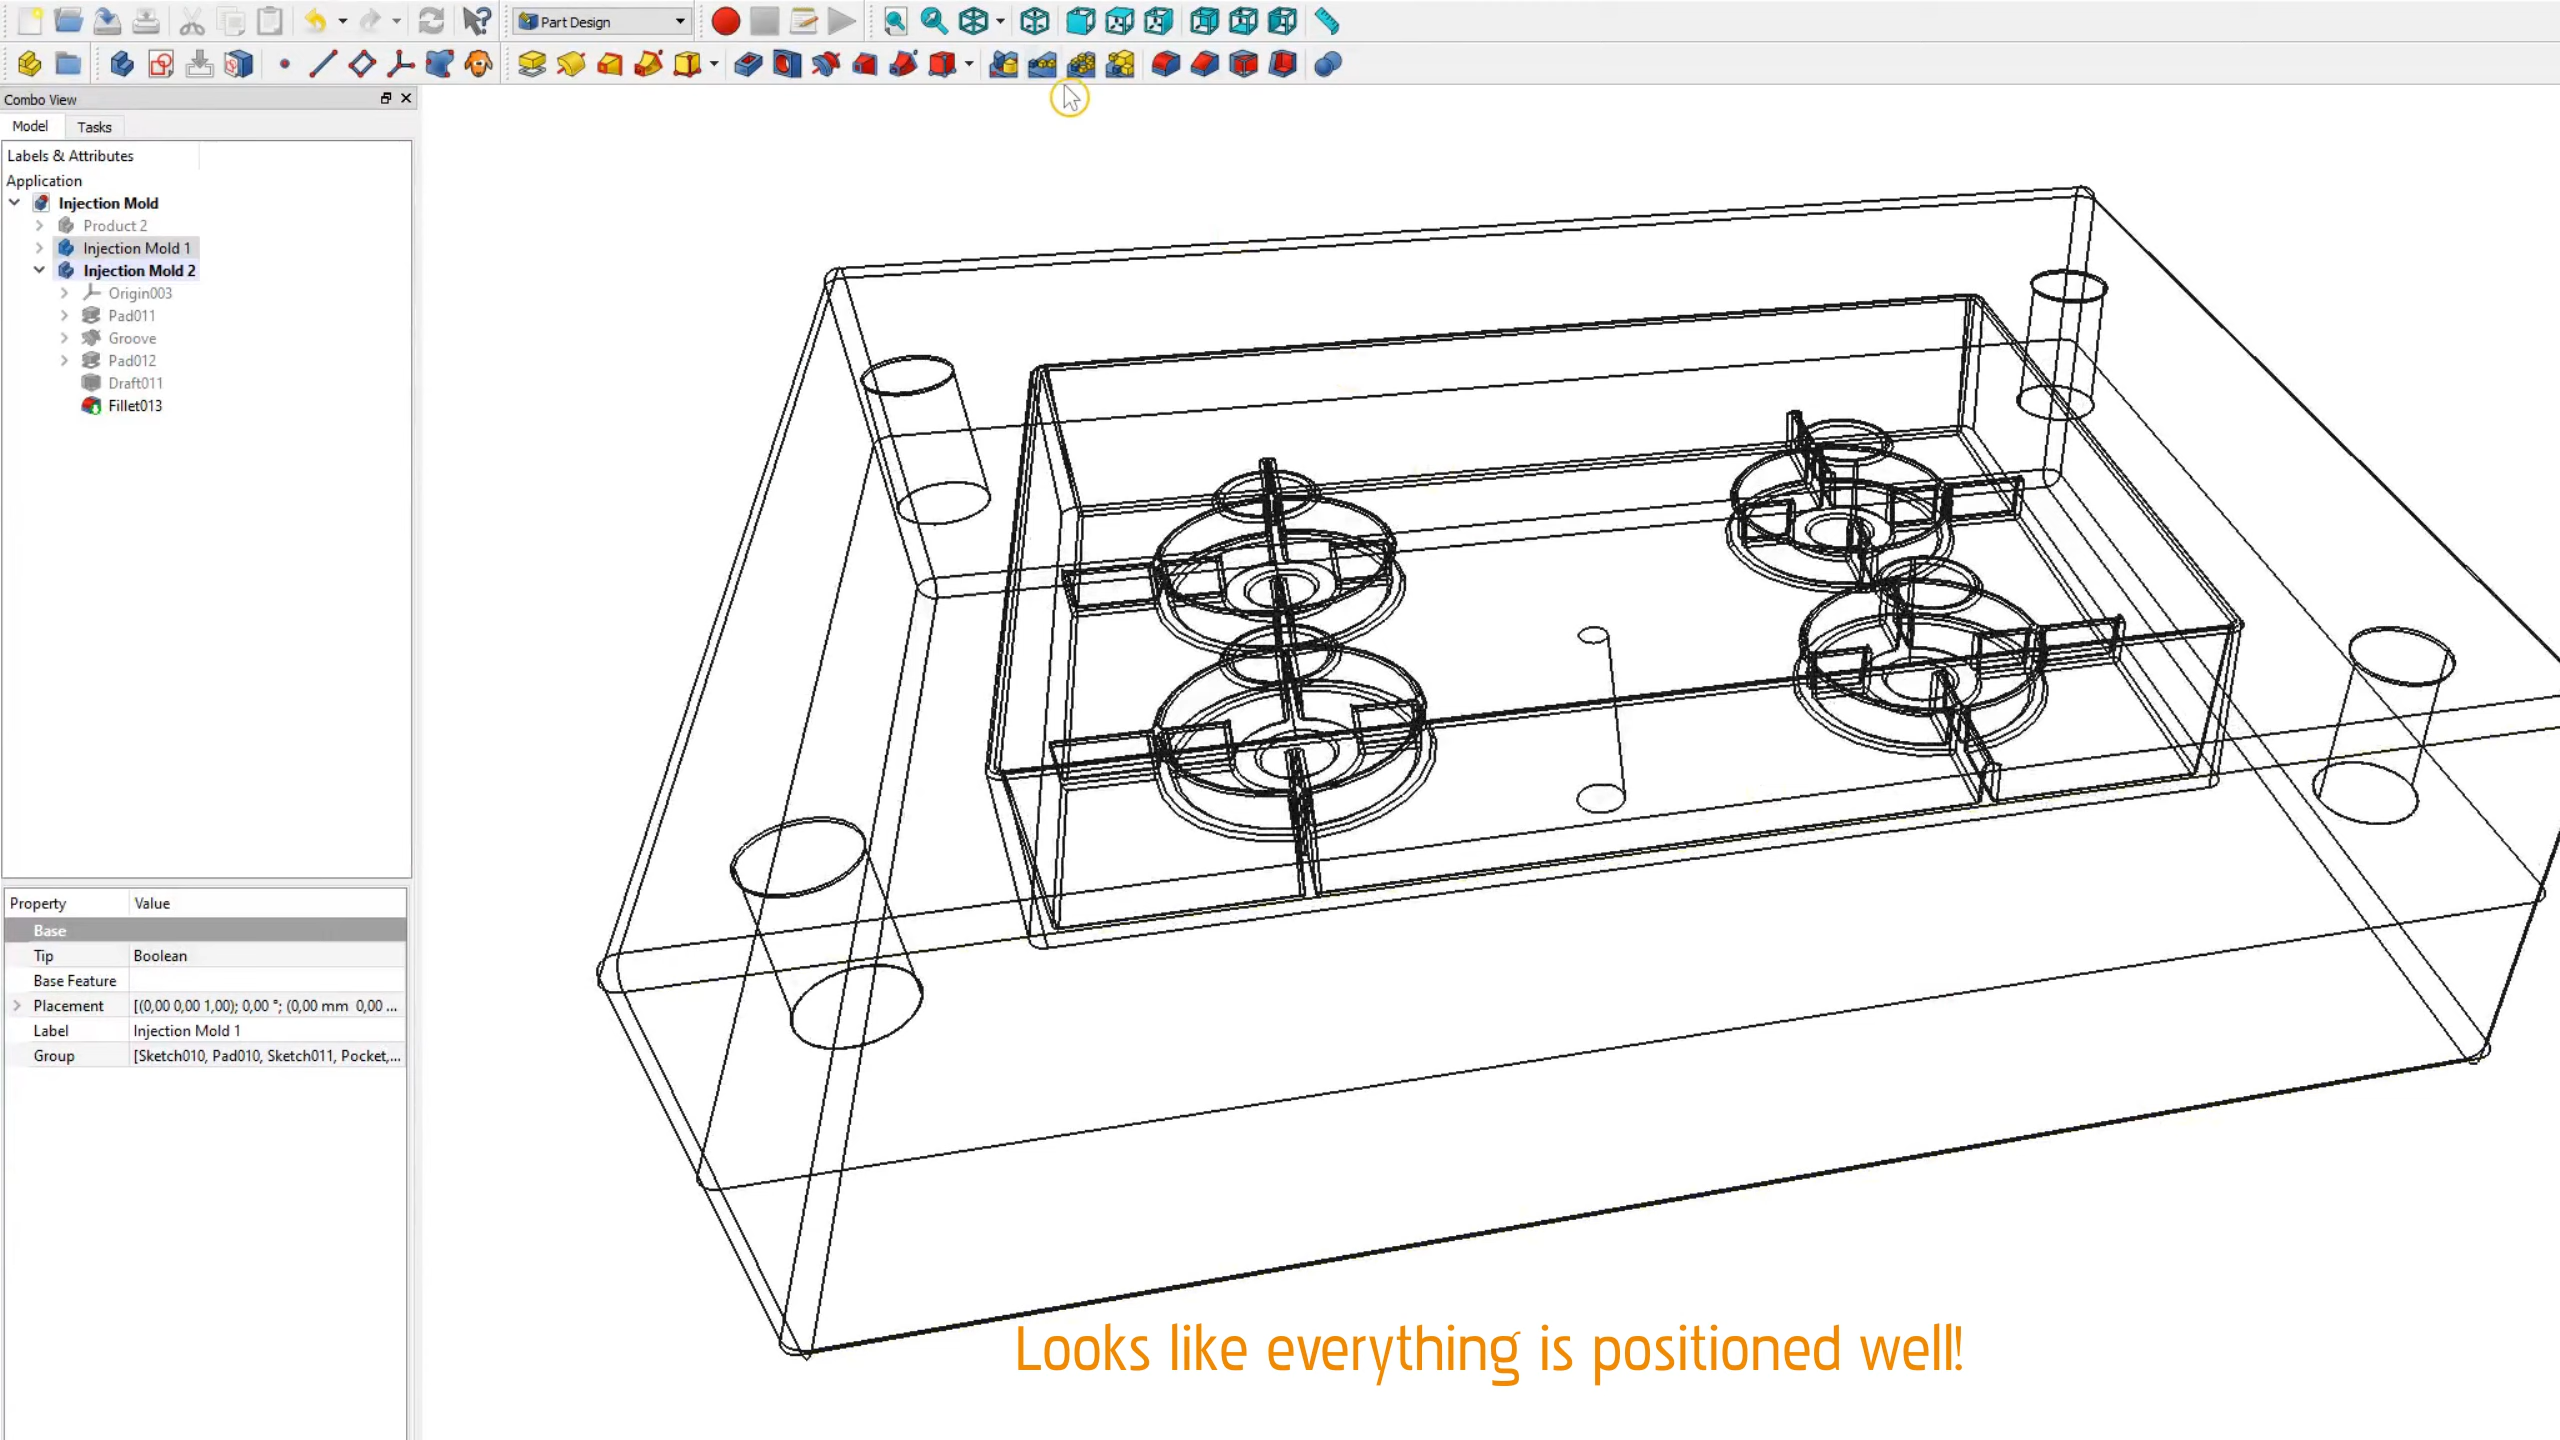 Part Design
Combo View
Model
Tasks
Labels & Attributes
Application
Injection Mold
Product 2
Injection Mold 1
Injection Mold 2
Origin003
Pad011
Groove
Pad012
Draft011
Fillet013
Property
Value
Base
Tip
Boolean
Base Feature
Placement
[(0,00 0,00 1,00); 0,00 °; (0,00 mm 0,00 ...
Label
Injection Mold 1
Group
[Sketch010, Pad010, Sketch011, Pocket,...
Looks like everything is positioned well!